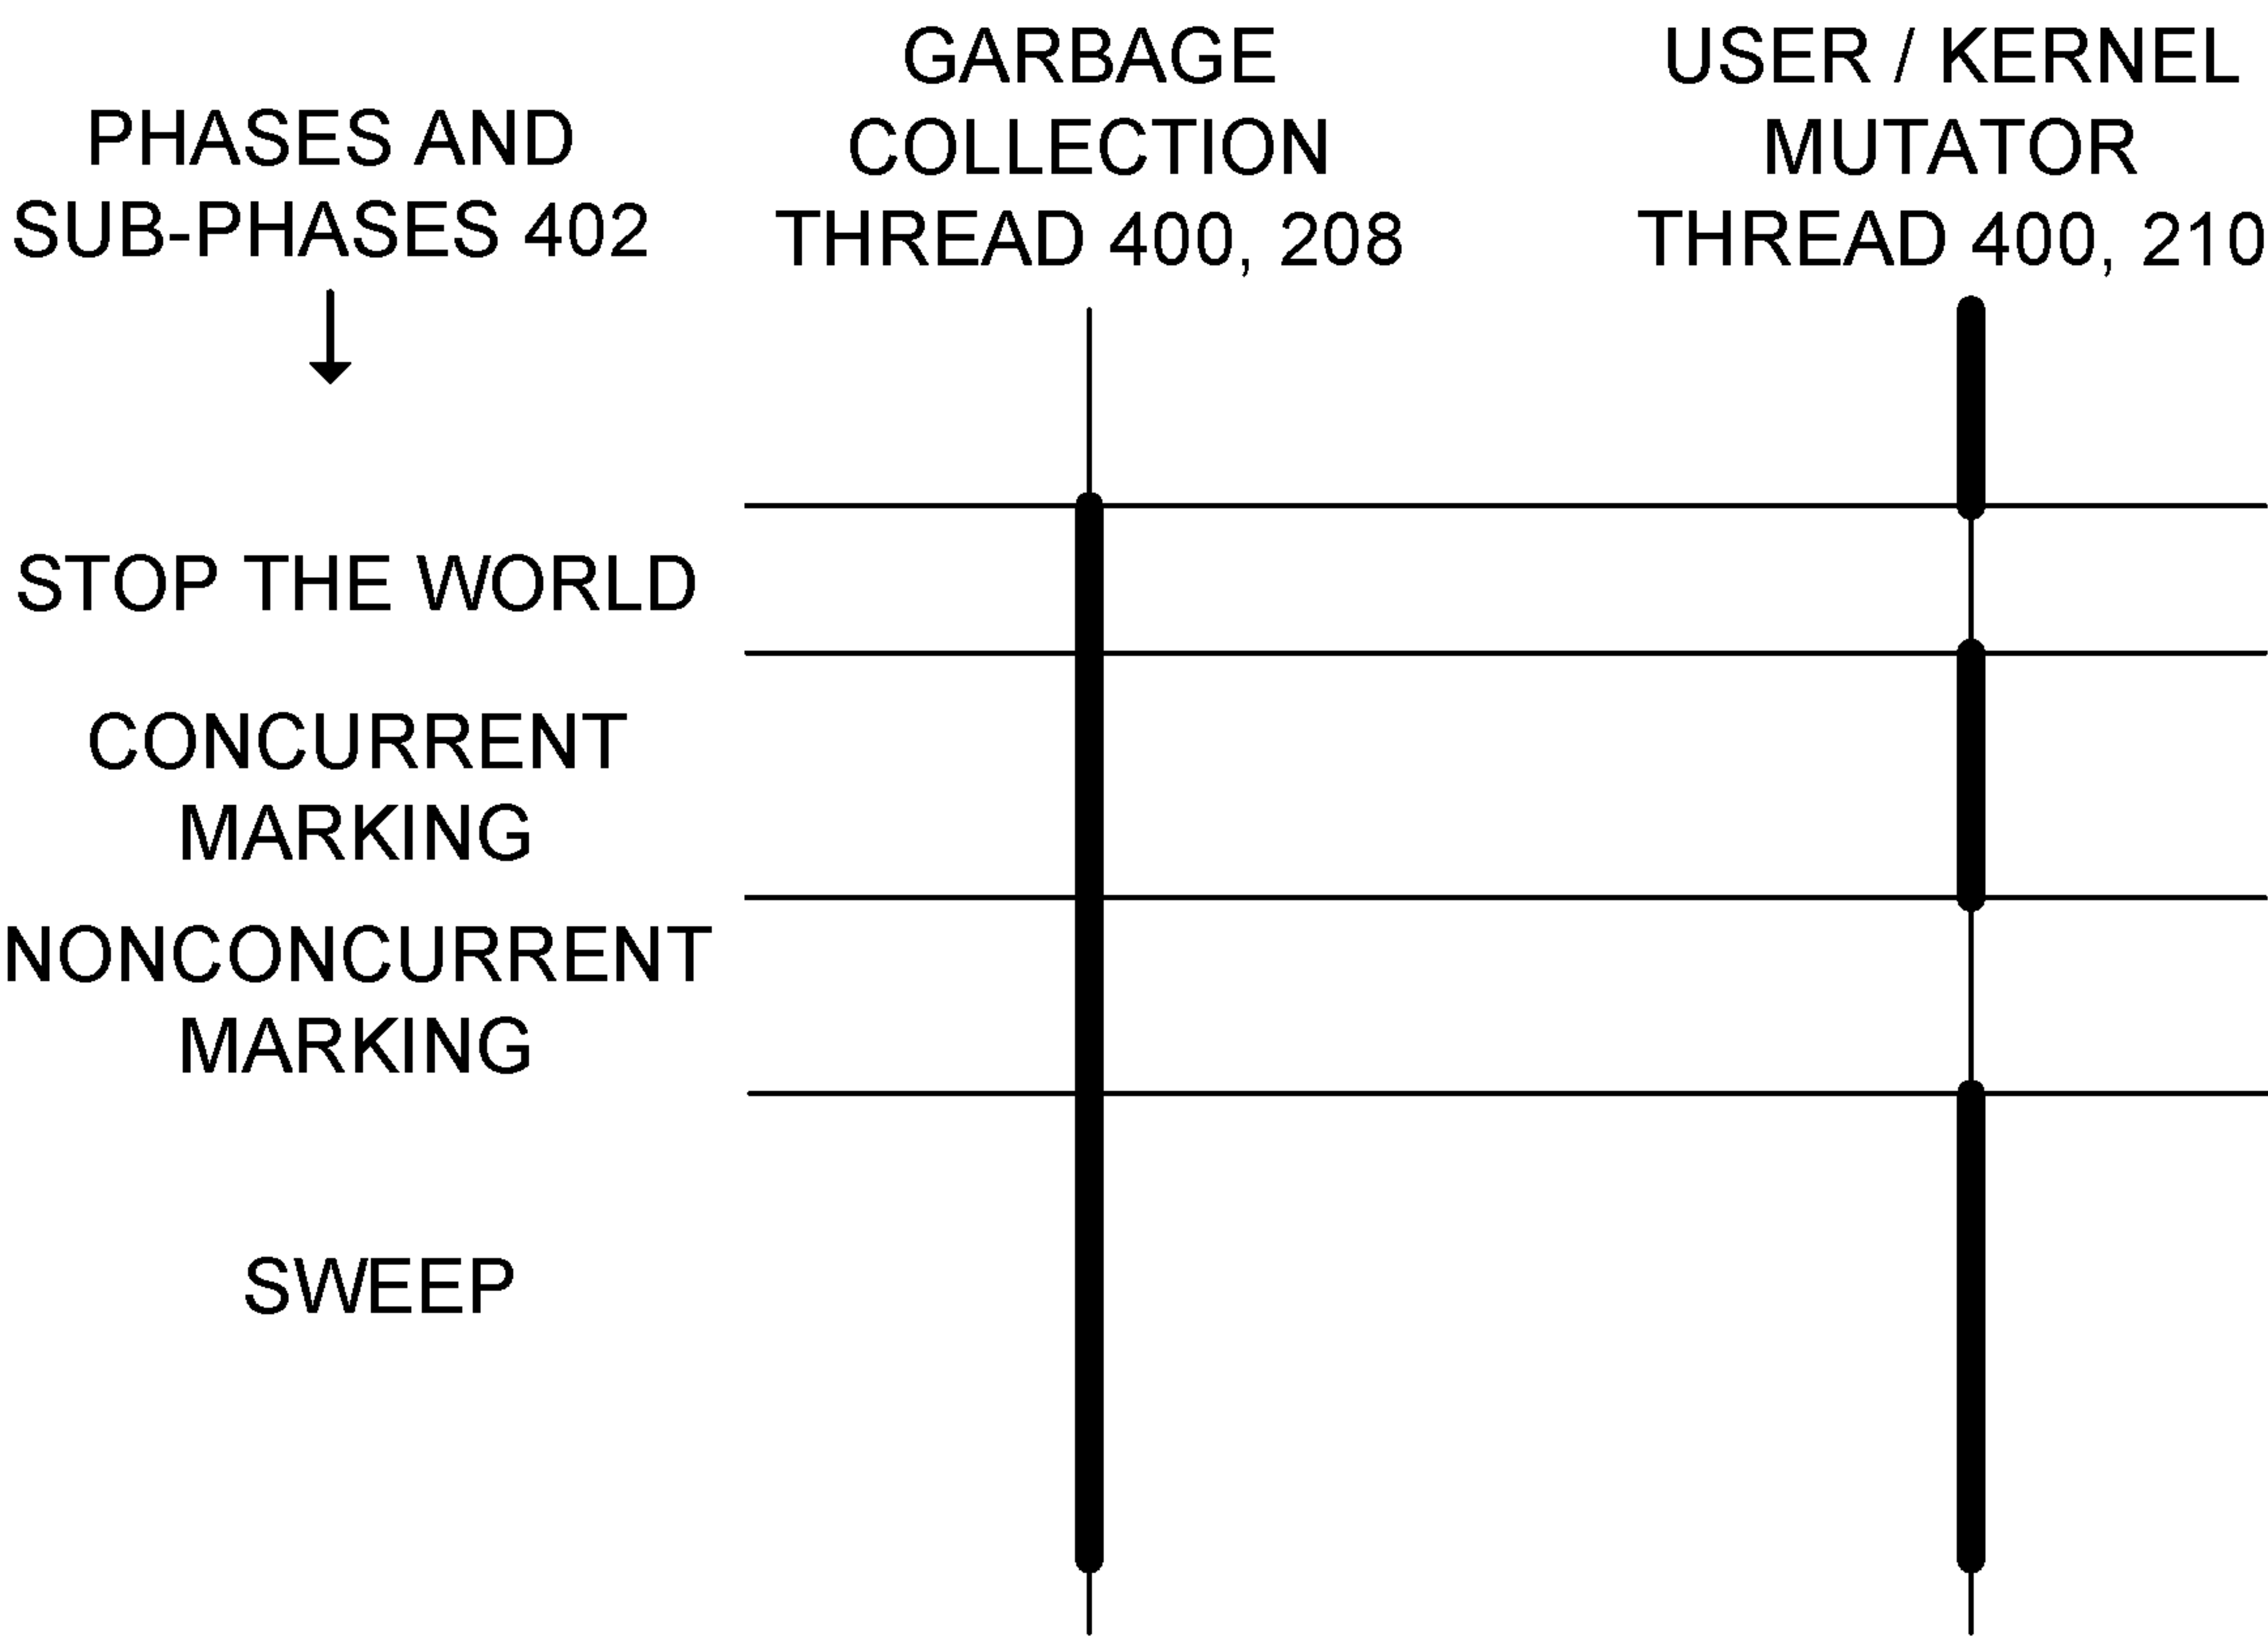 PHASES AND
SUB-PHASES 402
GARBAGE
COLLECTION
THREAD 400, 208
USER / KERNEL
MUTATOR
THREAD 400, 210
STOP THE WORLD
CONCURRENT
MARKING
NONCONCURRENT
MARKING
SWEEP